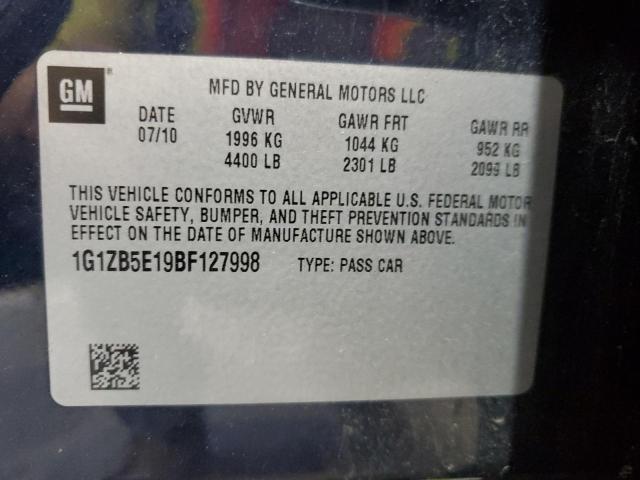 GM ®
MFD BY GENERAL MOTORS LLC
DATE GVWR GAWR FRT GAWR RR
07/10 1996 KG 1044 KG 952 KG
4400 LB 2301 LB 2099 LB
THIS VEHICLE CONFORMS TO ALL APPLICABLE U.S. FEDERAL MOTOR
VEHICLE SAFETY, BUMPER, AND THEFT PREVENTION STANDARDS IN
EFFECT ON THE DATE OF MANUFACTURE SHOWN ABOVE.
1G1ZB5E19BF127998 TYPE: PASS CAR